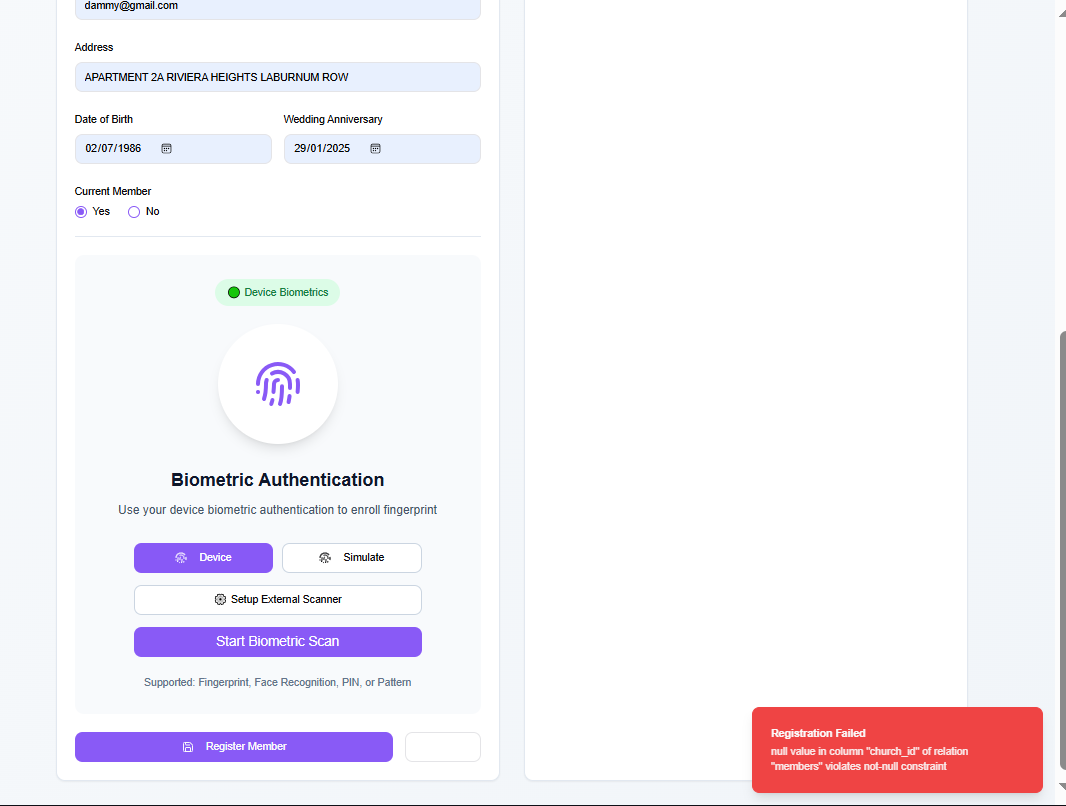 dammy@gmail.com
Address
APARTMENT 2A RIVIERA HEIGHTS LABURNUM ROW
Date of Birth
Wedding Anniversary
02/07/1986
29/01/2025
Current Member
Yes
No
Device Biometrics
Biometric Authentication
Use your device biometric authentication to enroll fingerprint
Device
Simulate
Setup External Scanner
Start Biometric Scan
Supported: Fingerprint, Face Recognition, PIN, or Pattern
Register Member
Registration Failed
null value in column "church_id" of relation
"members" violates not-null constraint